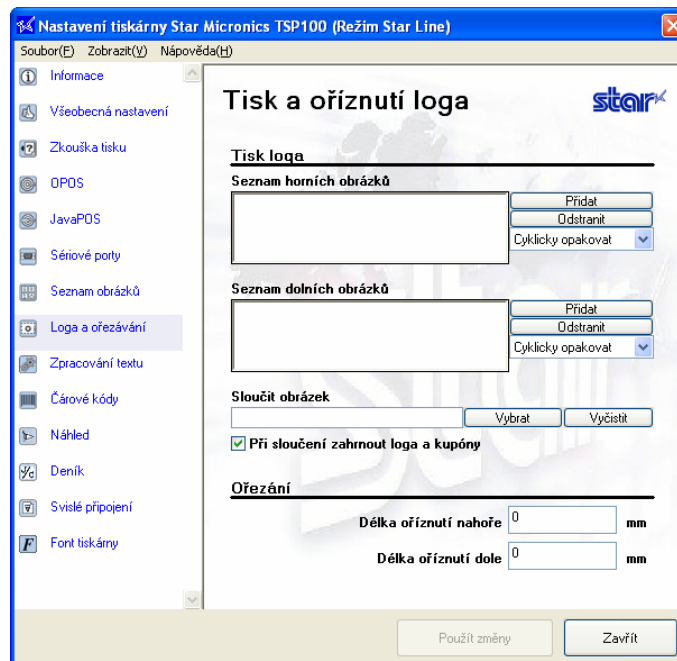 Nastavení tiskárny Star Micronics TSP100 (Režim Star Line)
Soubor(F) Zobrazit(V) Nápověda(H)
Informace
Všeobecná nastavení
Zkouška tisku
OPOS
JavaPOS
Sériové porty
Seznam obrázků
Loga a ořezávání
Zpracování textu
Čárové kódy
Náhled
Deník
Svislé připojení
Font tiskárny
Tisk a oříznutí loga
star
Tisk loga
Seznam horních obrázků
Přidat
Odstranit
Cyklicky opakovat
Seznam dolních obrázků
Přidat
Odstranit
Cyklicky opakovat
Sloučit obrázek
Vybrat Vyčistit
Při sloučení zahrnout loga a kupóny
Ořezání
Délka oříznutí nahoře 0 mm
Délka oříznutí dole 0 mm
Použít změny Zavřít